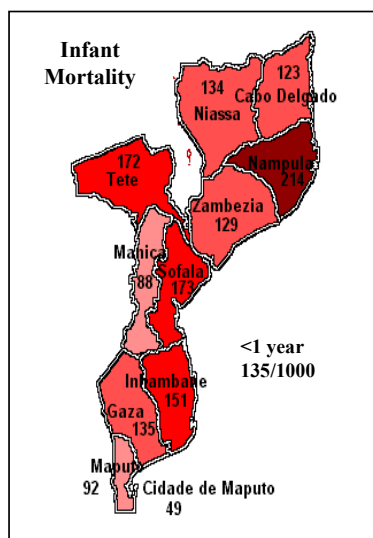 Infant
Mortality
134
Niassa
123
Cabo Delgado
172
Tete
Nampula
214
Zambezia
129
Manica
88
Sofala
173
<1 year
135/1000
Inhambane
151
Gaza
135
Maputo
92
Cidade de Maputo
49